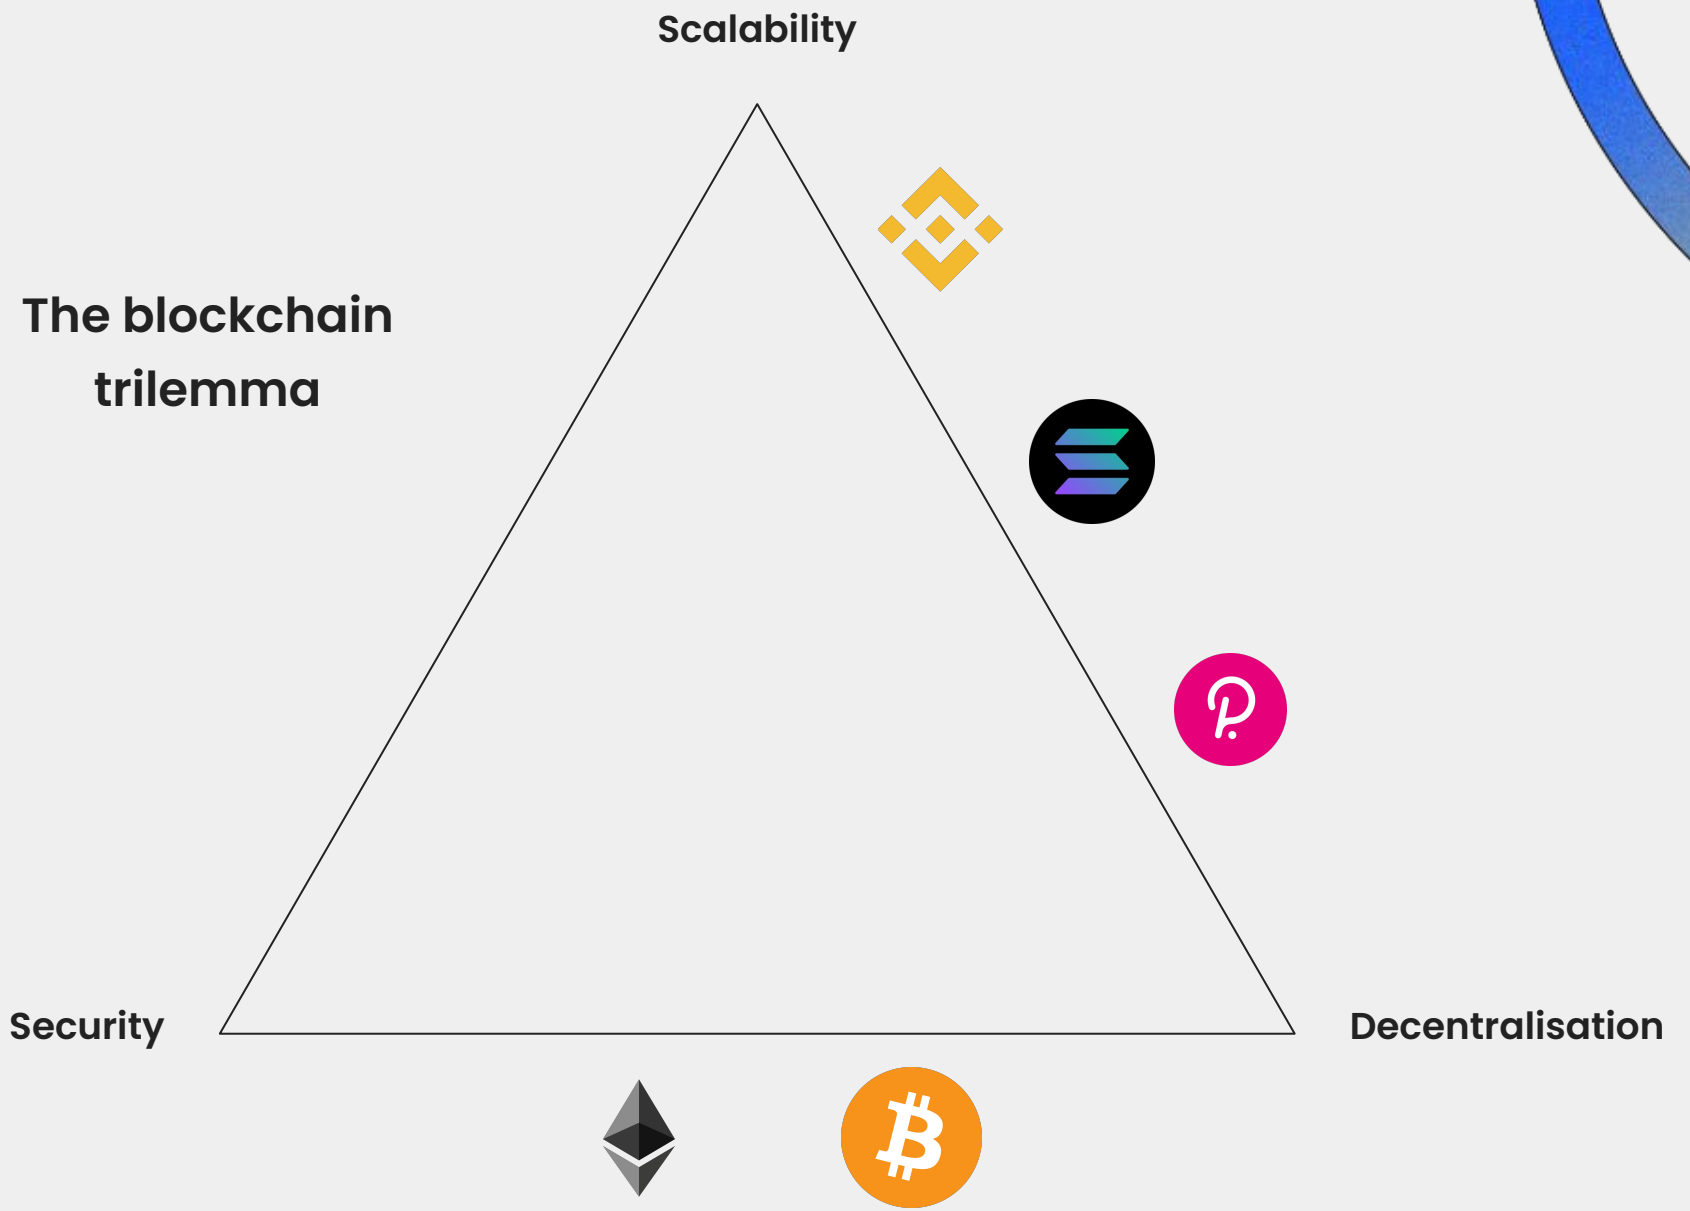 Scalability
The blockchain
trilemma
Security
Decentralisation